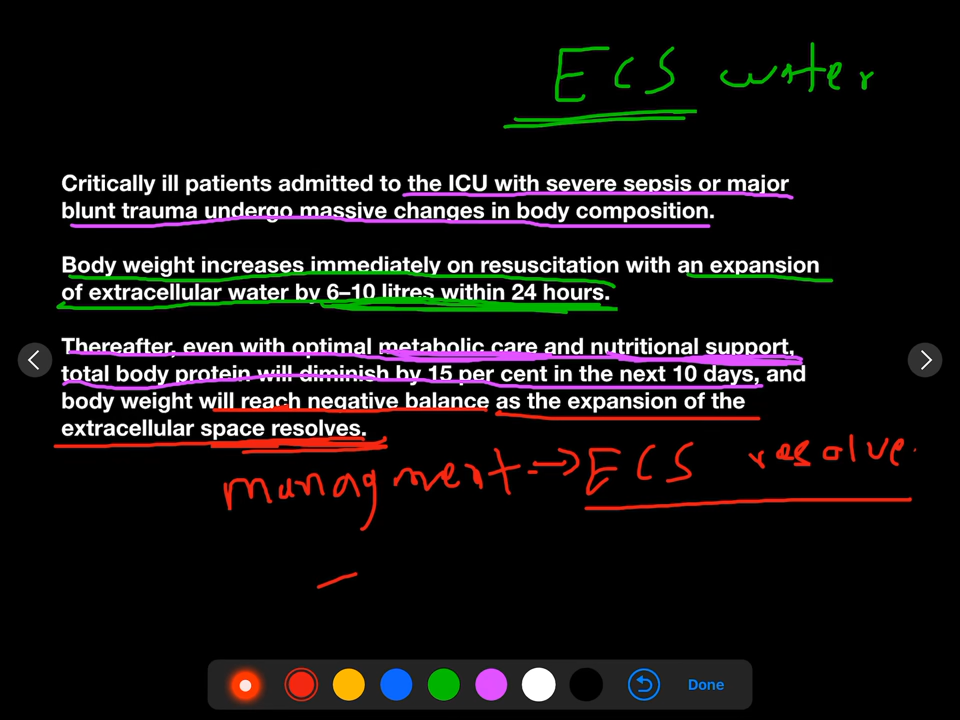 ECS water
Critically ill patients admitted to the ICU with severe sepsis or major
blunt trauma undergo massive changes in body composition.
Body weight increases immediately on resuscitation with an expansion
of extracellular water by 6–10 litres within 24 hours.
Thereafter, even with optimal metabolic care and nutritional support,
total body protein will diminish by 15 per cent in the next 10 days, and
body weight will reach negative balance as the expansion of the
extracellular space resolves.
managment → ECS resolve.
Done